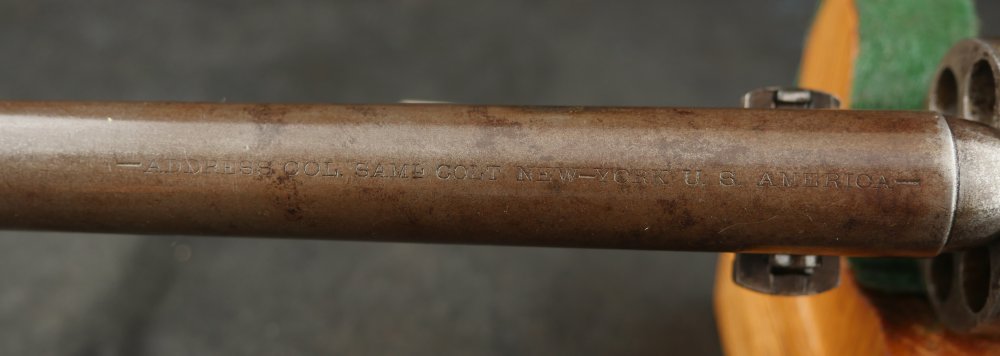 —ADDRESS COL. SAML COLT NEW–YORK U. S. AMERICA—